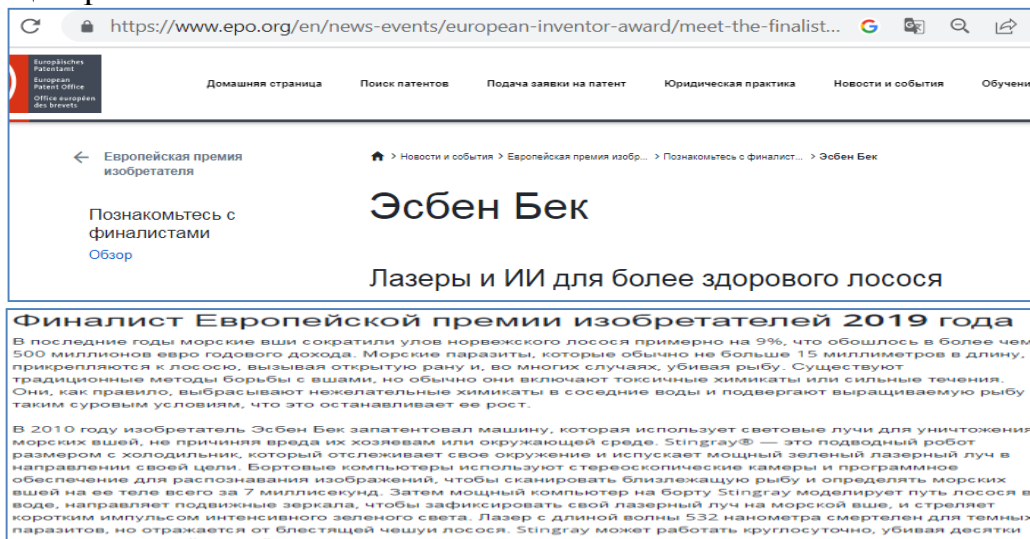 https://www.epo.org/en/news-events/european-inventor-award/meet-the-finalist...
Europäisches
Patentamt
European
Patent Office
Office européen
des brevets
Домашняя страница Поиск патентов Подача заявки на патент Юридическая практика Новости и события Обучени
← Европейская премия
изобретателя
> Новости и события > Европейская премия изобр... > Познакомьтесь с финалист... > Эсбен Бек
Познакомьтесь с
финалистами
Обзор
Эсбен Бек
Лазеры и ИИ для более здорового лосося
Финалист Европейской премии изобретателей 2019 года
В последние годы морские вши сократили улов норвежского лосося примерно на 9%, что обошлось в более чем
500 миллионов евро годового дохода. Морские паразиты, которые обычно не больше 15 миллиметров в длину,
прикрепляются к лососю, вызывая открытую рану и, во многих случаях, убивая рыбу. Существуют
традиционные методы борьбы с вшами, но обычно они включают токсичные химикаты или сильные течения.
Они, как правило, выбрасывают нежелательные химикаты в соседние воды и подвергают выращиваемую рыбу
таким суровым условиям, что это останавливает ее рост.
В 2010 году изобретатель Эсбен Бек запатентовал машину, которая использует световые лучи для уничтожения
морских вшей, не причиняя вреда их хозяевам или окружающей среде. Stingray® — это подводный робот
размером с холодильник, который отслеживает свое окружение и испускает мощный зеленый лазерный луч в
направлении своей цели. Бортовые компьютеры используют стереоскопические камеры и программное
обеспечение для распознавания изображений, чтобы сканировать близлежащую рыбу и определять морских
вшей на ее теле всего за 7 миллисекунд. Затем мощный компьютер на борту Stingray моделирует путь лосося в
воде, направляет подвижные зеркала, чтобы зафиксировать свой лазерный луч на морской вше, и стреляет
коротким импульсом интенсивного зеленого света. Лазер с длиной волны 532 нанометра смертелен для темных
паразитов, но отражается от блестящей чешуи лосося. Stingray может работать круглосуточно, убивая десятки